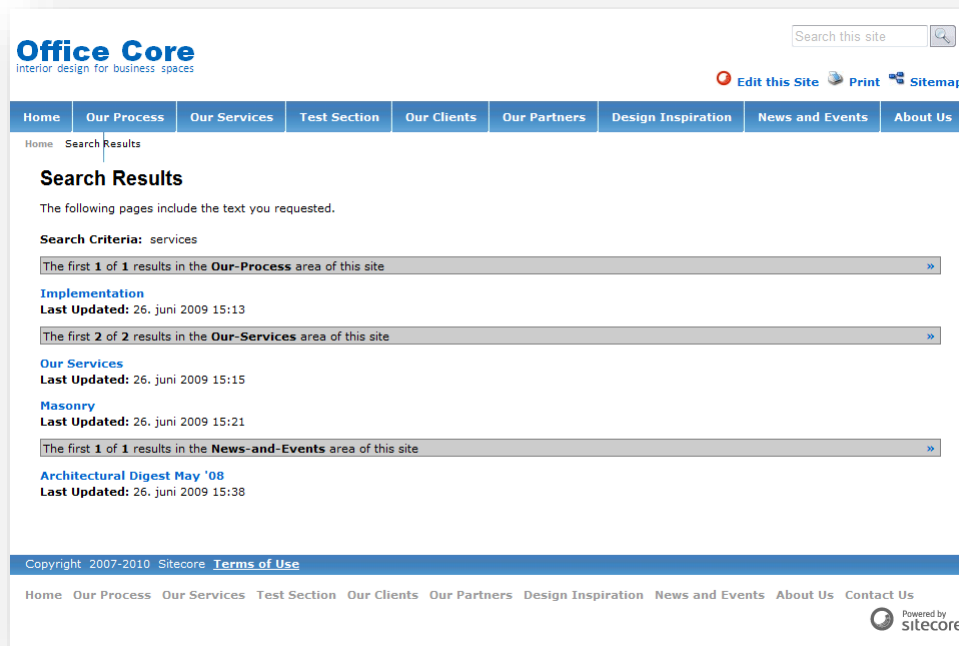 Office Core
interior design for business spaces
Search this site
Edit this Site Print Sitemap
Home Our Process Our Services Test Section Our Clients Our Partners Design Inspiration News and Events About Us
Home Search Results
Search Results
The following pages include the text you requested.
Search Criteria: services
The first 1 of 1 results in the Our-Process area of this site »
Implementation
Last Updated: 26. juni 2009 15:13
The first 2 of 2 results in the Our-Services area of this site »
Our Services
Last Updated: 26. juni 2009 15:15
Masonry
Last Updated: 26. juni 2009 15:21
The first 1 of 1 results in the News-and-Events area of this site »
Architectural Digest May '08
Last Updated: 26. juni 2009 15:38
Copyright 2007-2010 Sitecore Terms of Use
Home Our Process Our Services Test Section Our Clients Our Partners Design Inspiration News and Events About Us Contact Us
Powered by
sitecore